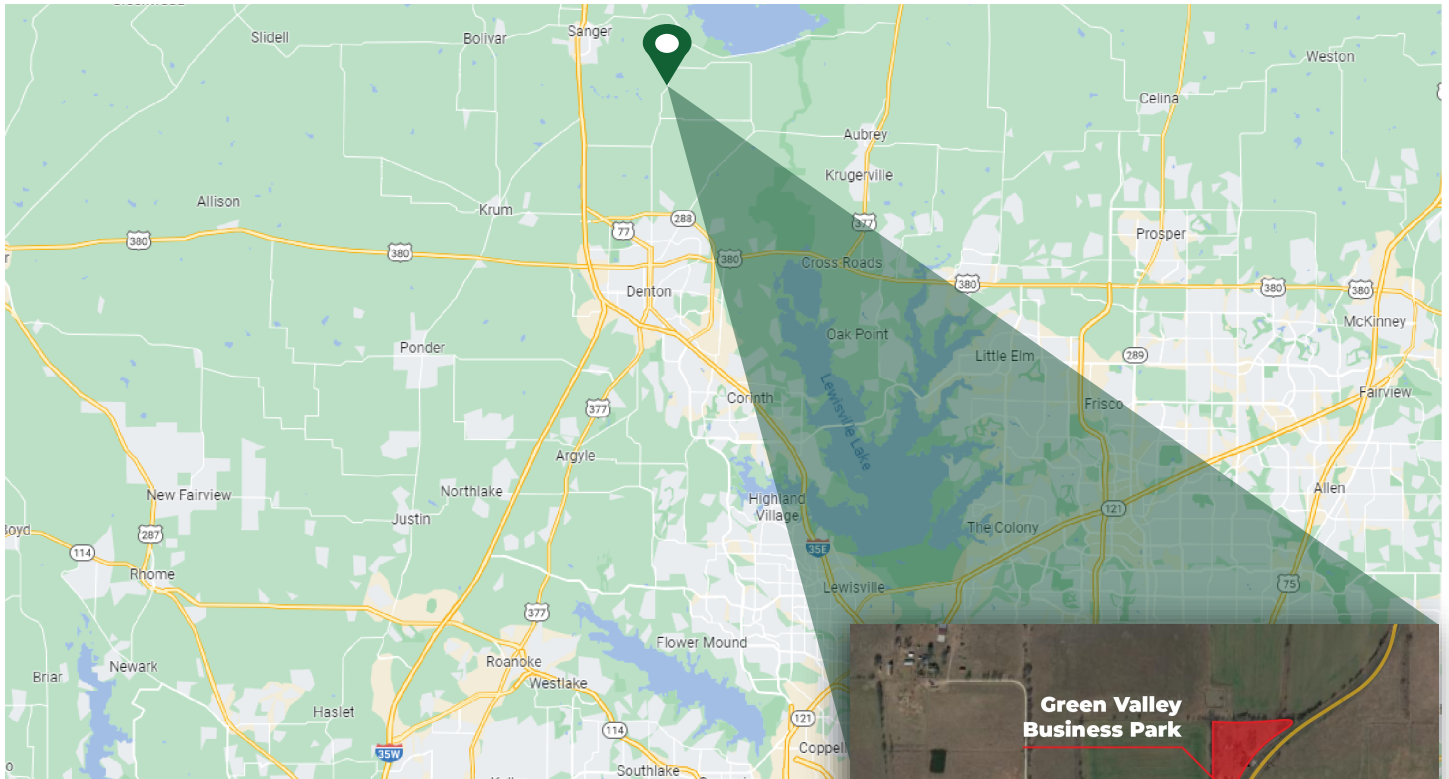 Slidell
Bolivar
Sanger
Weston
Celina
Aubrey
Krugerville
Allison
Krum
288
77
377
380
380
380
Cross Roads
Prosper
380
380
380
Denton
McKinney
Oak Point
Little Elm
289
Ponder
Corinth
377
Lewisville Lake
Frisco
Fairview
Argyle
New Fairview
Northlake
Justin
Highland
Village
Allen
121
The Colony
287
114
35E
Rhome
Lewisville
75
377
Flower Mound
Roanoke
Newark
Briar
Westlake
Haslet
114
121
35W
Coppell
Southlake
Green Valley
Business Park